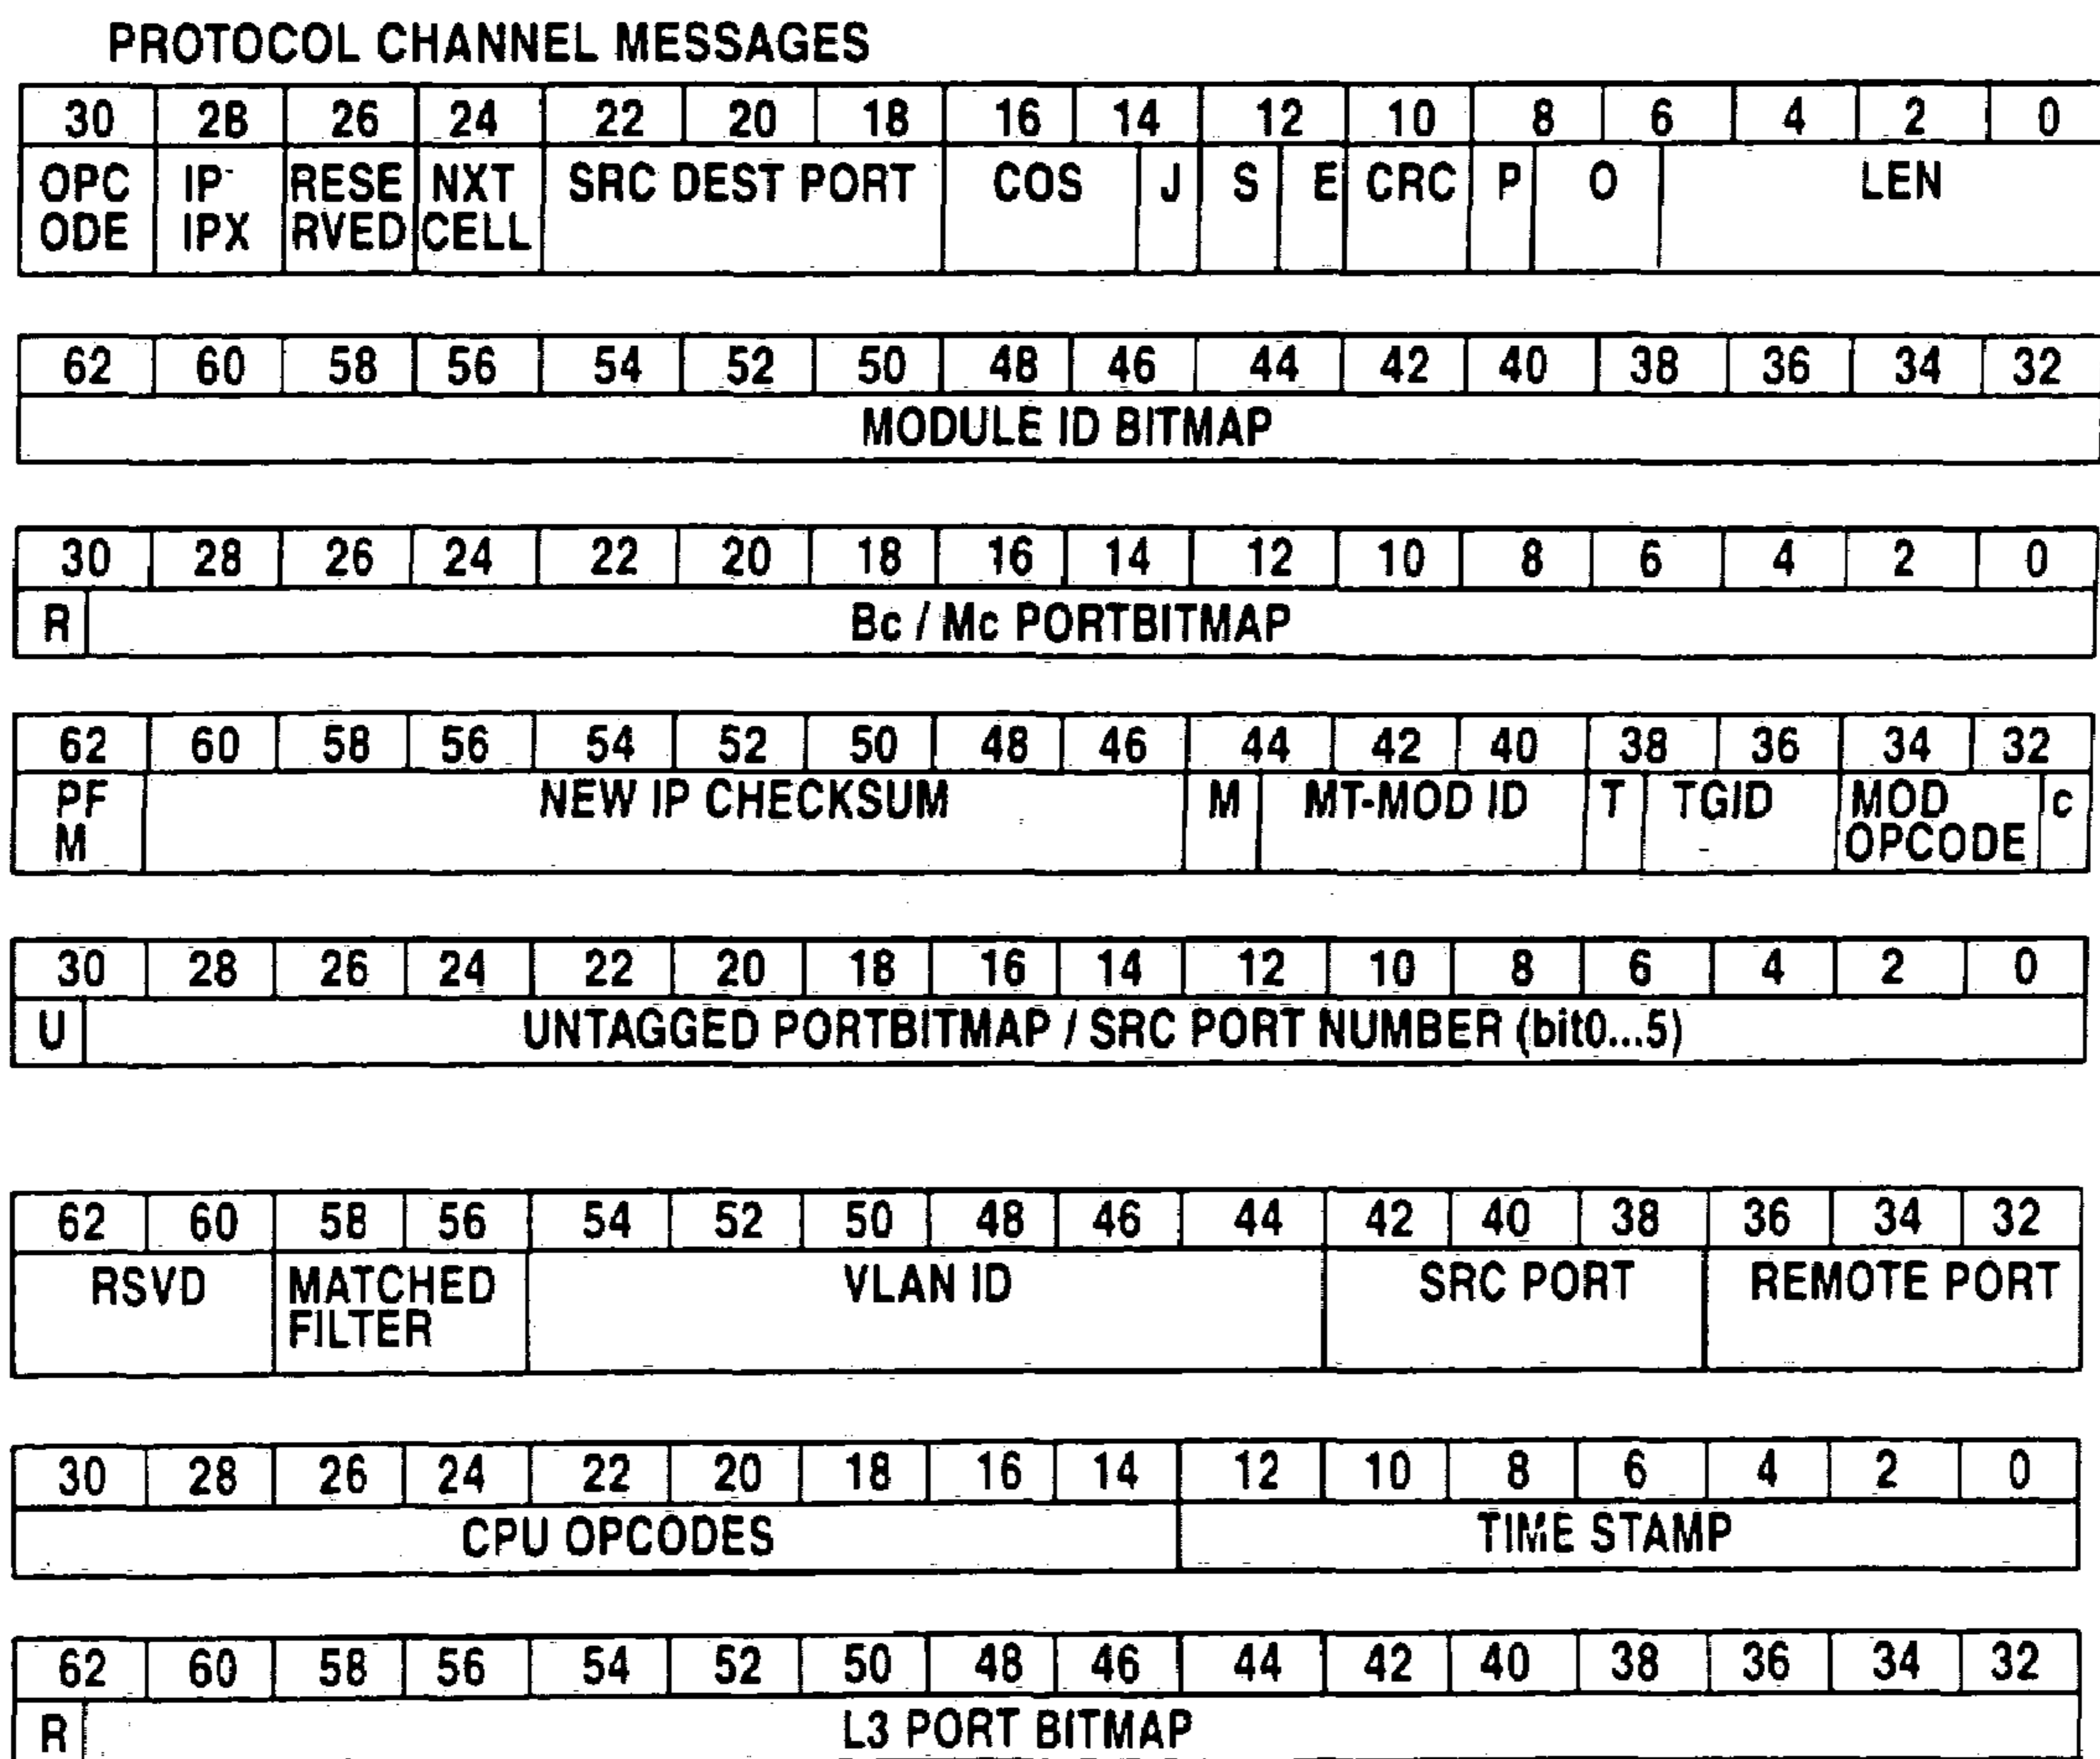 PROTOCOL CHANNEL MESSAGES
30 28 26 24 22 20 18 16 14 12 10 8 6 4 2 0
OPC IP RESE NXT SRC DEST PORT COS J S E CRC P O LEN
ODE IPX RVED CELL
62 60 58 56 54 52 50 48 46 44 42 40 38 36 34 32
MODULE ID BITMAP
30 28 26 24 22 20 18 16 14 12 10 8 6 4 2 0
R Bc / Mc PORTBITMAP
62 60 58 56 54 52 50 48 46 44 42 40 38 36 34 32
PF NEW IP CHECKSUM M MT-MOD ID T TGID MOD c
M OPCODE
30 28 26 24 22 20 18 16 14 12 10 8 6 4 2 0
U UNTAGGED PORTBITMAP / SRC PORT NUMBER (bit0...5)
62 60 58 56 54 52 50 48 46 44 42 40 38 36 34 32
RSVD MATCHED VLAN ID SRC PORT REMOTE PORT
FILTER
30 28 26 24 22 20 18 16 14 12 10 8 6 4 2 0
CPU OPCODES TIME STAMP
62 60 58 56 54 52 50 48 46 44 42 40 38 36 34 32
R L3 PORT BITMAP